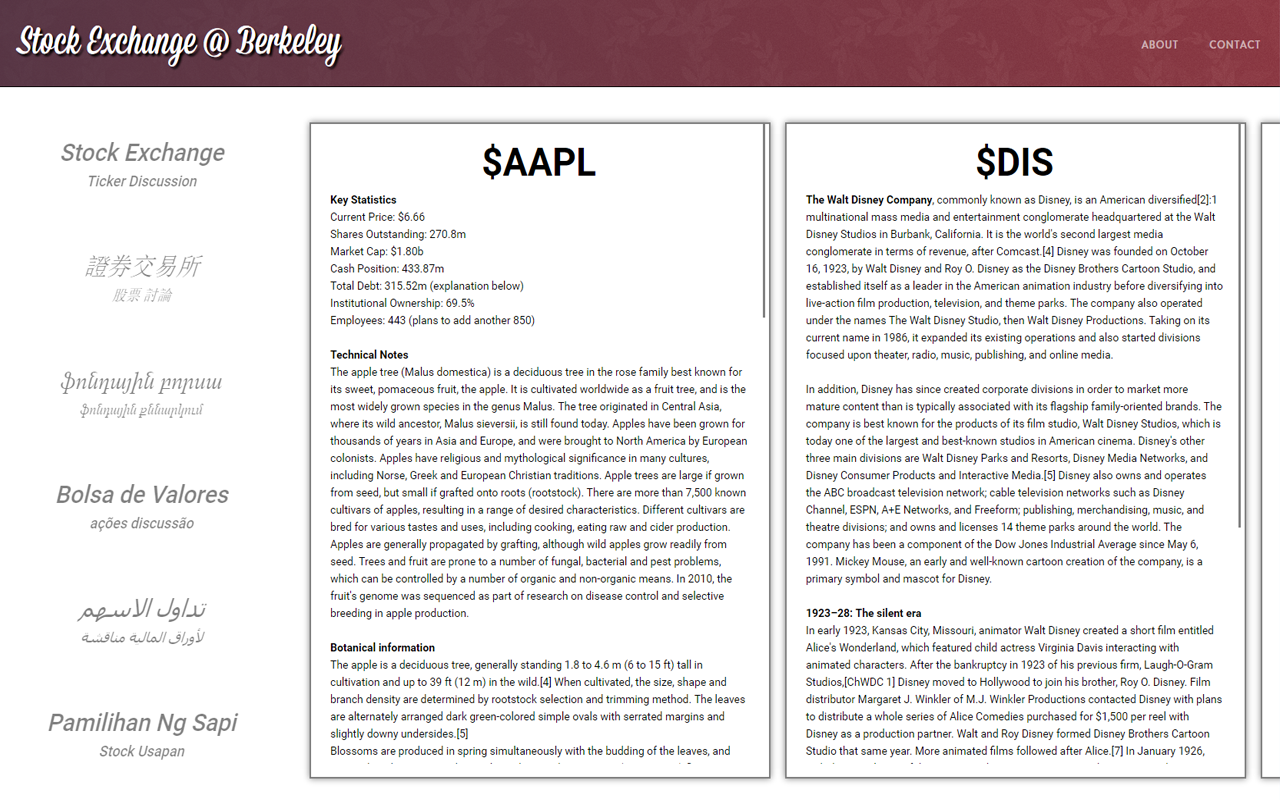 Stock Exchange @ Berkeley
ABOUT
CONTACT
Stock Exchange
Ticker Discussion
證券交易所
股票 討論
ֆոնդային բորսա
ֆոնդային քննարկում
Bolsa de Valores
ações discussão
تداول الاسهم
لأوراق المالية مناقشة
Pamilihan Ng Sapi
Stock Usapan
$AAPL
Key Statistics
Current Price: $6.66
Shares Outstanding: 270.8m
Market Cap: $1.80b
Cash Position: 433.87m
Total Debt: 315.52m (explanation below)
Institutional Ownership: 69.5%
Employees: 443 (plans to add another 850)
Technical Notes
The apple tree (Malus domestica) is a deciduous tree in the rose family best known for
its sweet, pomaceous fruit, the apple. It is cultivated worldwide as a fruit tree, and is the
most widely grown species in the genus Malus. The tree originated in Central Asia,
where its wild ancestor, Malus sieversii, is still found today. Apples have been grown for
thousands of years in Asia and Europe, and were brought to North America by European
colonists. Apples have religious and mythological significance in many cultures,
including Norse, Greek and European Christian traditions. Apple trees are large if grown
from seed, but small if grafted onto roots (rootstock). There are more than 7,500 known
cultivars of apples, resulting in a range of desired characteristics. Different cultivars are
bred for various tastes and uses, including cooking, eating raw and cider production.
Apples are generally propagated by grafting, although wild apples grow readily from
seed. Trees and fruit are prone to a number of fungal, bacterial and pest problems,
which can be controlled by a number of organic and non-organic means. In 2010, the
fruit's genome was sequenced as part of research on disease control and selective
breeding in apple production.
Botanical information
The apple is a deciduous tree, generally standing 1.8 to 4.6 m (6 to 15 ft) tall in
cultivation and up to 39 ft (12 m) in the wild.[4] When cultivated, the size, shape and
branch density are determined by rootstock selection and trimming method. The leaves
are alternately arranged dark green-colored simple ovals with serrated margins and
slightly downy undersides.[5]
Blossoms are produced in spring simultaneously with the budding of the leaves, and
$DIS
The Walt Disney Company, commonly known as Disney, is an American diversified[2]:1
multinational mass media and entertainment conglomerate headquartered at the Walt
Disney Studios in Burbank, California. It is the world's second largest media
conglomerate in terms of revenue, after Comcast.[4] Disney was founded on October
16, 1923, by Walt Disney and Roy O. Disney as the Disney Brothers Cartoon Studio, and
established itself as a leader in the American animation industry before diversifying into
live-action film production, television, and theme parks. The company also operated
under the names The Walt Disney Studio, then Walt Disney Productions. Taking on its
current name in 1986, it expanded its existing operations and also started divisions
focused upon theater, radio, music, publishing, and online media.
In addition, Disney has since created corporate divisions in order to market more
mature content than is typically associated with its flagship family-oriented brands. The
company is best known for the products of its film studio, Walt Disney Studios, which is
today one of the largest and best-known studios in American cinema. Disney's other
three main divisions are Walt Disney Parks and Resorts, Disney Media Networks, and
Disney Consumer Products and Interactive Media.[5] Disney also owns and operates
the ABC broadcast television network; cable television networks such as Disney
Channel, ESPN, A+E Networks, and Freeform; publishing, merchandising, music, and
theatre divisions; and owns and licenses 14 theme parks around the world. The
company has been a component of the Dow Jones Industrial Average since May 6,
1991. Mickey Mouse, an early and well-known cartoon creation of the company, is a
primary symbol and mascot for Disney.
1923–28: The silent era
In early 1923, Kansas City, Missouri, animator Walt Disney created a short film entitled
Alice's Wonderland, which featured child actress Virginia Davis interacting with
animated characters. After the bankruptcy in 1923 of his previous firm, Laugh-O-Gram
Studios,[ChWDC 1] Disney moved to Hollywood to join his brother, Roy O. Disney. Film
distributor Margaret J. Winkler of M.J. Winkler Productions contacted Disney with plans
to distribute a whole series of Alice Comedies purchased for $1,500 per reel with
Disney as a production partner. Walt and Roy Disney formed Disney Brothers Cartoon
Studio that same year. More animated films followed after Alice.[7] In January 1926,